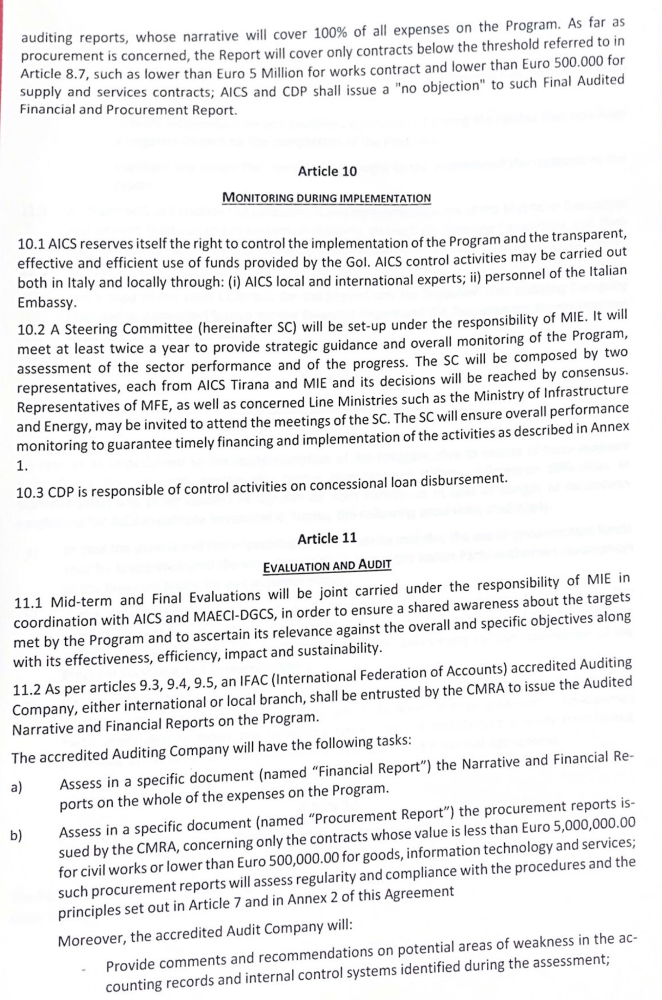 auditing reports, whose narrative will cover 100% of all expenses on the Program. As far as
procurement is concerned, the Report will cover only contracts below the threshold referred to in
Article 8.7, such as lower than Euro 5 Million for works contract and lower than Euro 500.000 for
supply and services contracts; AICS and CDP shall issue a "no objection" to such Final Audited
Financial and Procurement Report.
Article 10
MONITORING DURING IMPLEMENTATION
10.1 AICS reserves itself the right to control the implementation of the Program and the transparent,
effective and efficient use of funds provided by the GoI. AICS control activities may be carried out
both in Italy and locally through: (i) AICS local and international experts; ii) personnel of the Italian
Embassy.
10.2 A Steering Committee (hereinafter SC) will be set-up under the responsibility of MIE. It will
meet at least twice a year to provide strategic guidance and overall monitoring of the Program,
assessment of the sector performance and of the progress. The SC will be composed by two
representatives, each from AICS Tirana and MIE and its decisions will be reached by consensus.
Representatives of MFE, as well as concerned Line Ministries such as the Ministry of Infrastructure
and Energy, may be invited to attend the meetings of the SC. The SC will ensure overall performance
monitoring to guarantee timely financing and implementation of the activities as described in Annex
1.
10.3 CDP is responsible of control activities on concessional loan disbursement.
Article 11
EVALUATION AND AUDIT
11.1 Mid-term and Final Evaluations will be joint carried under the responsibility of MIE in
coordination with AICS and MAECI-DGCS, in order to ensure a shared awareness about the targets
met by the Program and to ascertain its relevance against the overall and specific objectives along
with its effectiveness, efficiency, impact and sustainability.
11.2 As per articles 9.3, 9.4, 9.5, an IFAC (International Federation of Accounts) accredited Auditing
Company, either international or local branch, shall be entrusted by the CMRA to issue the Audited
Narrative and Financial Reports on the Program.
The accredited Auditing Company will have the following tasks:
a) Assess in a specific document (named “Financial Report”) the Narrative and Financial Re-
ports on the whole of the expenses on the Program.
b) Assess in a specific document (named “Procurement Report”) the procurement reports is-
sued by the CMRA, concerning only the contracts whose value is less than Euro 5,000,000.00
for civil works or lower than Euro 500,000.00 for goods, information technology and services;
such procurement reports will assess regularity and compliance with the procedures and the
principles set out in Article 7 and in Annex 2 of this Agreement
Moreover, the accredited Audit Company will:
- Provide comments and recommendations on potential areas of weakness in the ac-
counting records and internal control systems identified during the assessment;